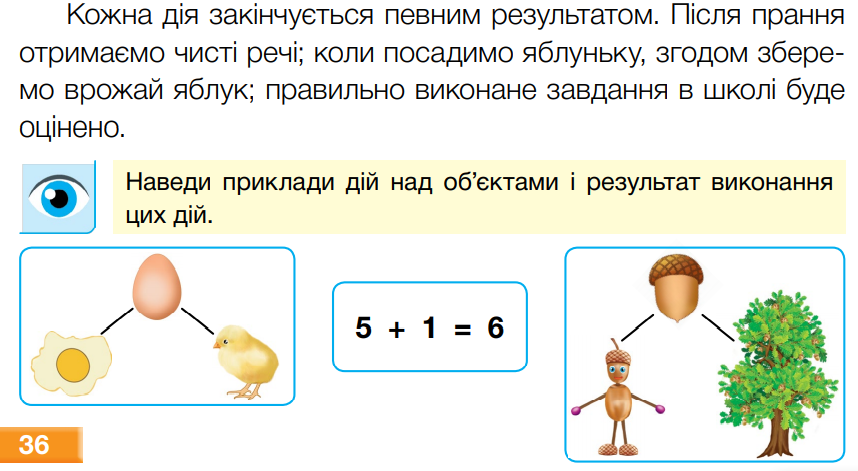 Кожна дія закінчується певним результатом. Після прання
отримаємо чисті речі; коли посадимо яблуньку, згодом збере-
мо врожай яблук; правильно виконане завдання в школі буде
оцінено.
Наведи приклади дій над об’єктами і результат виконання
цих дій.
5 + 1 = 6
36